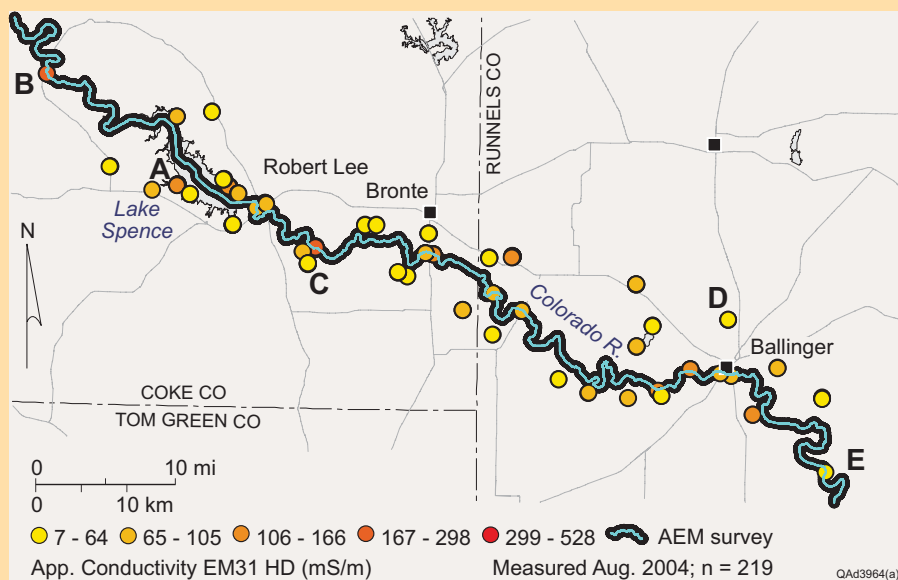 B
A
Lake
Spence
Robert Lee
Bronte
RUNNELS CO
N
C
Colorado R.
D
Ballinger
E
COKE CO
TOM GREEN CO
0 10 mi
0 10 km
7 - 64 65 - 105 106 - 166 167 - 298 299 - 528 AEM survey
App. Conductivity EM31 HD (mS/m) Measured Aug. 2004; n = 219
QAd3964(a)